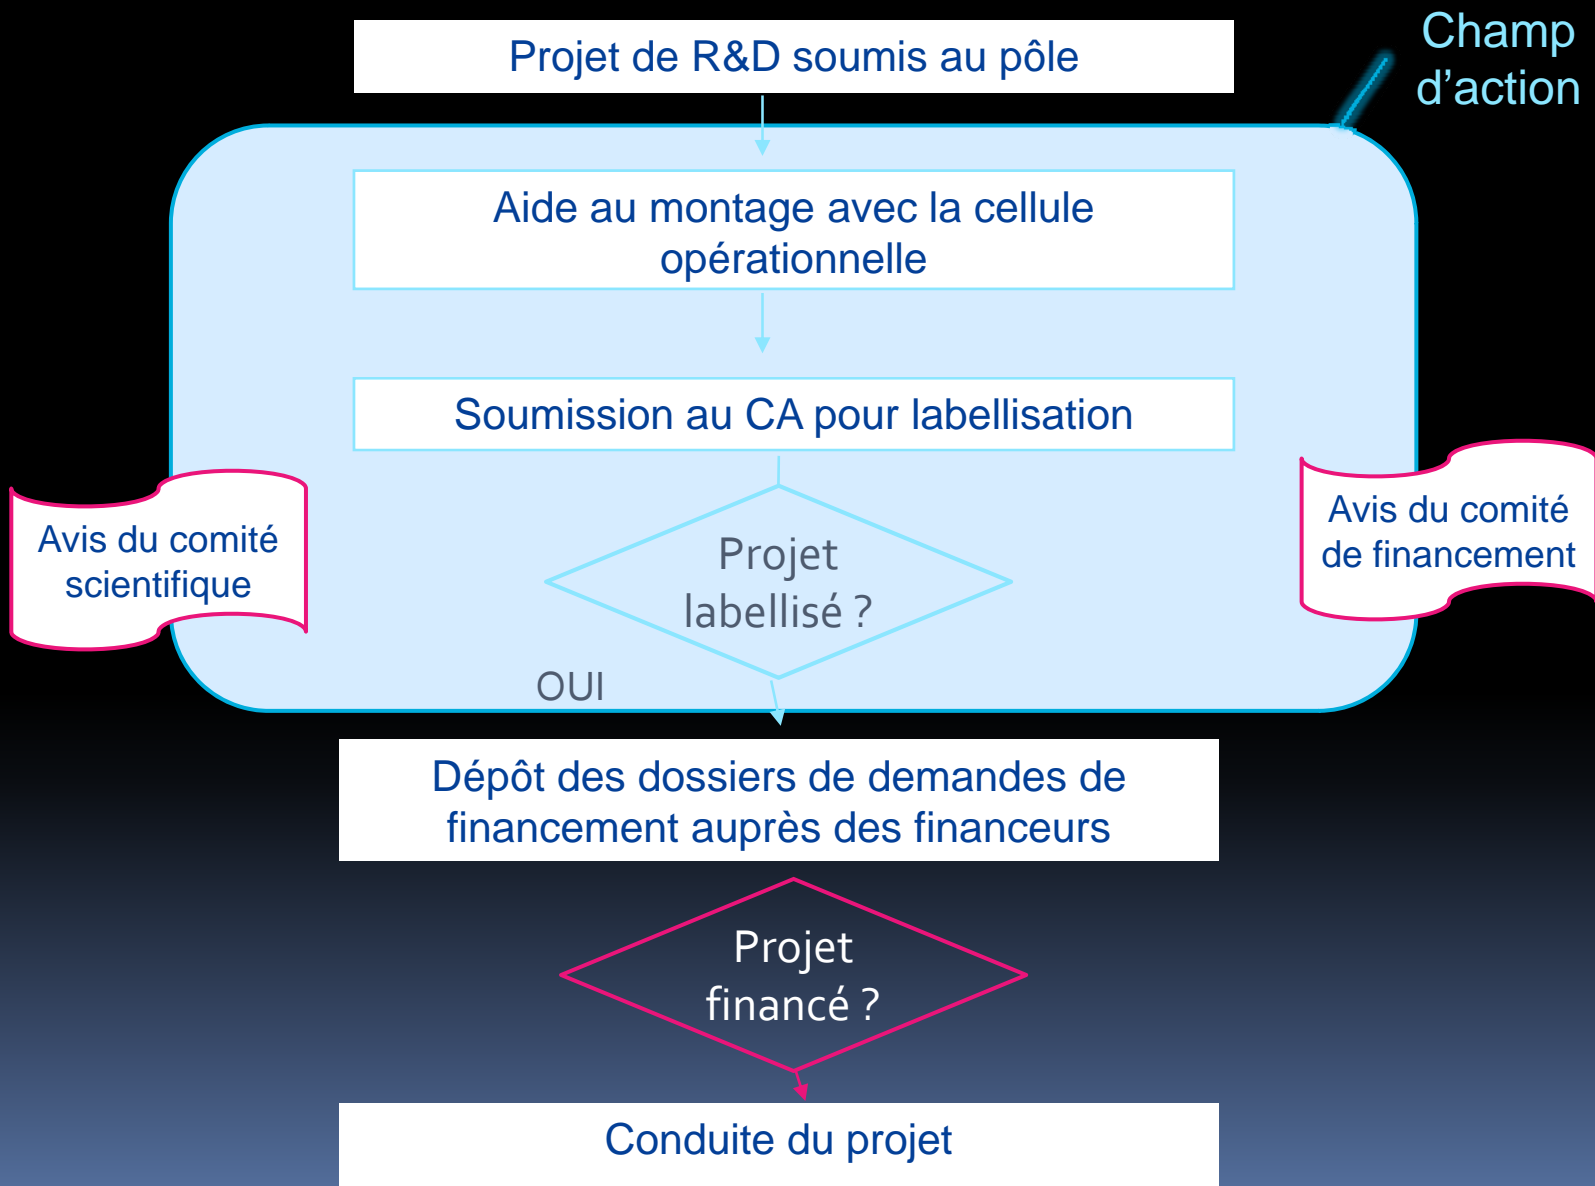 Champ
d’action
Projet de R&D soumis au pôle
Aide au montage avec la cellule
opérationnelle
Soumission au CA pour labellisation
Avis du comité
scientifique
Projet
labellisé ?
Avis du comité
de financement
OUI
Dépôt des dossiers de demandes de
financement auprès des financeurs
Projet
financé ?
Conduite du projet